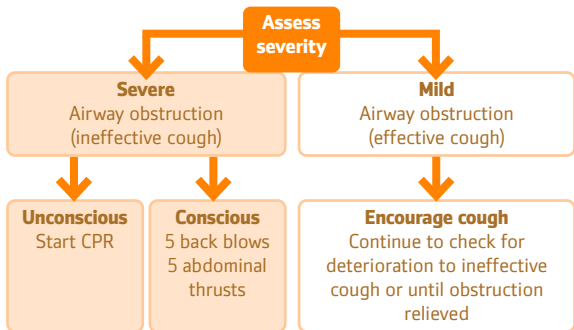 Assess
severity
Severe
Airway obstruction
(ineffective cough)
Mild
Airway obstruction
(effective cough)
Unconscious
Start CPR
Conscious
5 back blows
5 abdominal
thrusts
Encourage cough
Continue to check for
deterioration to ineffective
cough or until obstruction
relieved